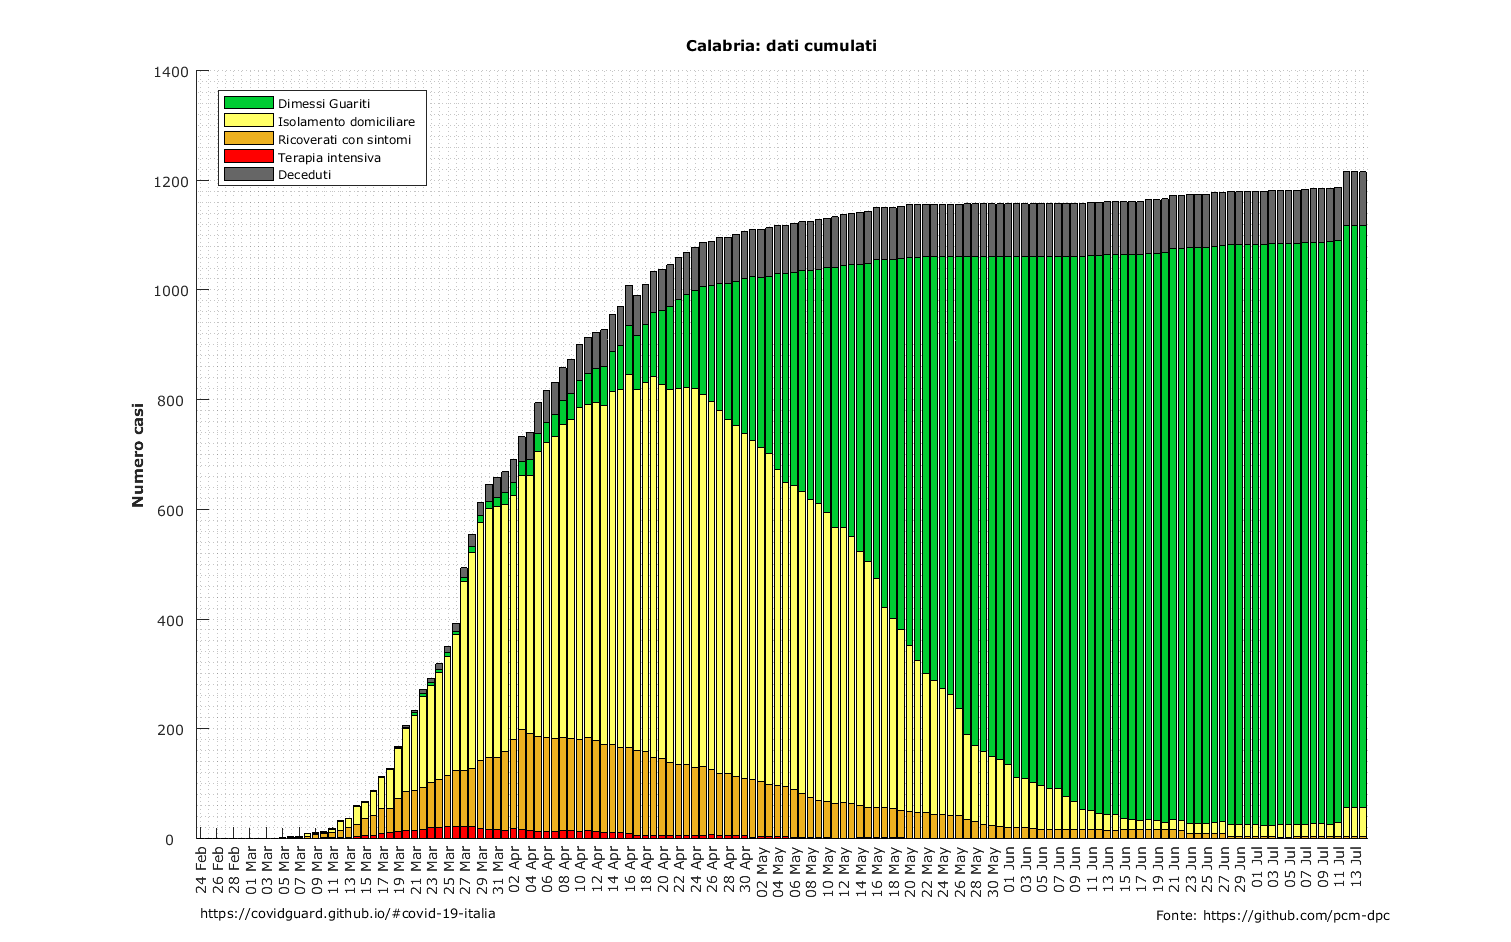 Calabria: dati cumulati
1400
1200
1000
800
600
400
200
0
Numero casi
Dimessi Guariti
Isolamento domiciliare
Ricoverati con sintomi
Terapia intensiva
Deceduti
24 Feb
26 Feb
28 Feb
01 Mar
03 Mar
05 Mar
07 Mar
09 Mar
11 Mar
13 Mar
15 Mar
17 Mar
19 Mar
21 Mar
23 Mar
25 Mar
27 Mar
29 Mar
31 Mar
02 Apr
04 Apr
06 Apr
08 Apr
10 Apr
12 Apr
14 Apr
16 Apr
18 Apr
20 Apr
22 Apr
24 Apr
26 Apr
28 Apr
30 Apr
02 May
04 May
06 May
08 May
10 May
12 May
14 May
16 May
18 May
20 May
22 May
24 May
26 May
28 May
30 May
01 Jun
03 Jun
05 Jun
07 Jun
09 Jun
11 Jun
13 Jun
15 Jun
17 Jun
19 Jun
21 Jun
23 Jun
25 Jun
27 Jun
29 Jun
01 Jul
03 Jul
05 Jul
07 Jul
09 Jul
11 Jul
13 Jul
https://covidguard.github.io/#covid-19-italia
Fonte: https://github.com/pcm-dpc